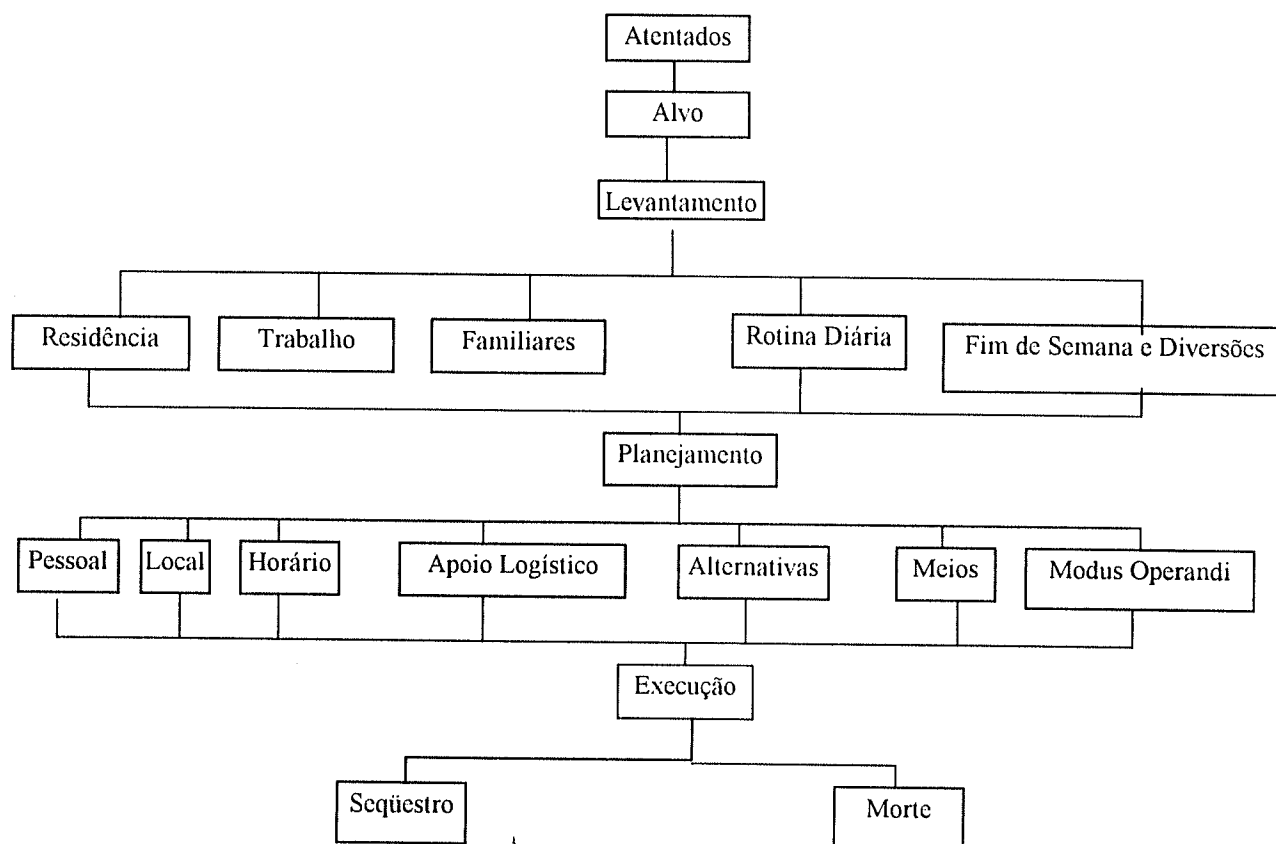 Atentados
Alvo
Levantamento
Residência
Trabalho
Familiares
Rotina Diária
Fim de Semana e Diversões
Planejamento
Pessoal
Local
Horário
Apoio Logístico
Alternativas
Meios
Modus Operandi
Execução
Seqüestro
Morte